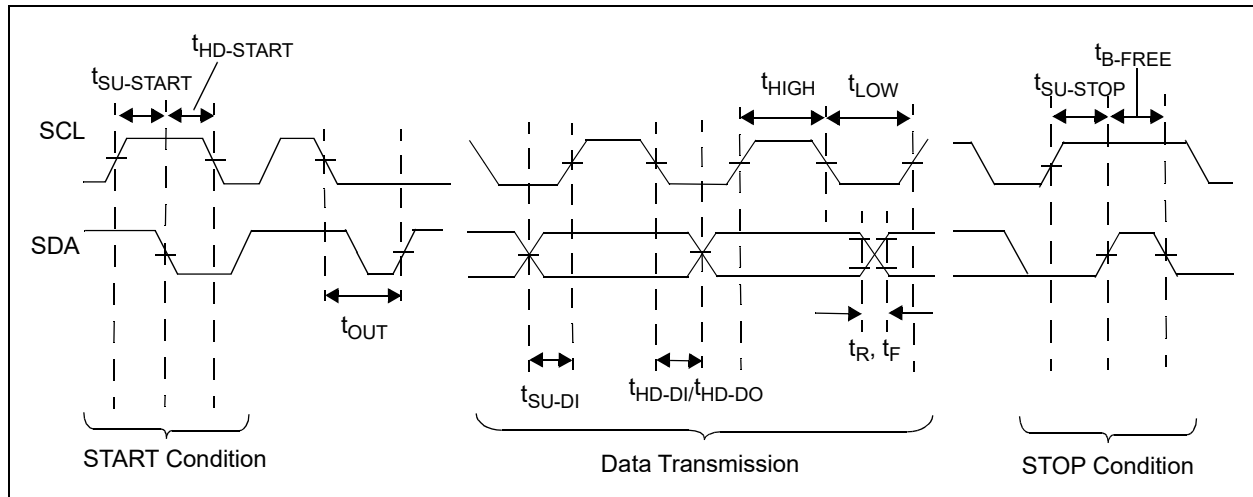 tHD-START
tSU-START
SCL
SDA
tOUT
tHIGH
tLOW
tR, tF
tSU-DI
tHD-DI/tHD-DO
tB-FREE
tSU-STOP
START Condition
Data Transmission
STOP Condition